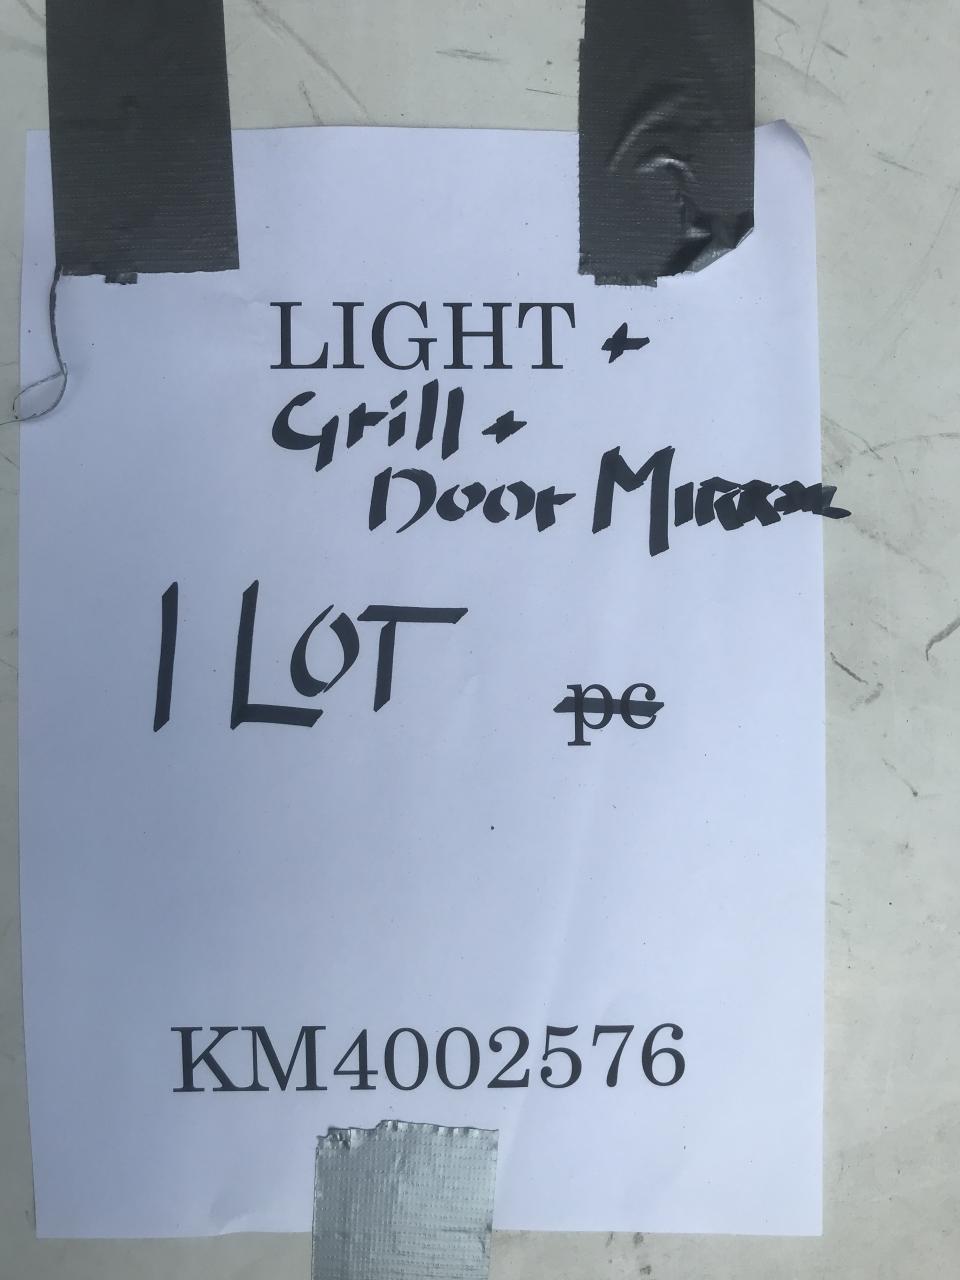 LIGHT +
Grill +
Door Mirror
1 LOT
pc
KM4002576